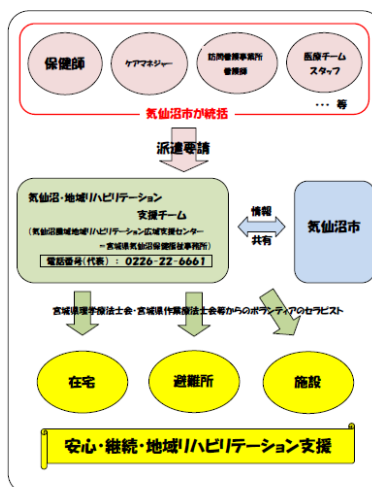 保健師
ケアマネジャー
訪問看護事業所
看護師
医療チーム
スタッフ
… 等
気仙沼市が統括
派遣要請
気仙沼・地域リハビリテーション
支援チーム
(気仙沼圏域地域リハビリテーション広域支援センター
－宮城県気仙沼保健福祉事務所)
電話番号(代表) : 0226-22-6661
情報
共有
気仙沼市
宮城県理学療法士会・宮城県作業療法士会等からのボランティアのセラピスト
在宅
避難所
施設
安心・継続・地域リハビリテーション支援